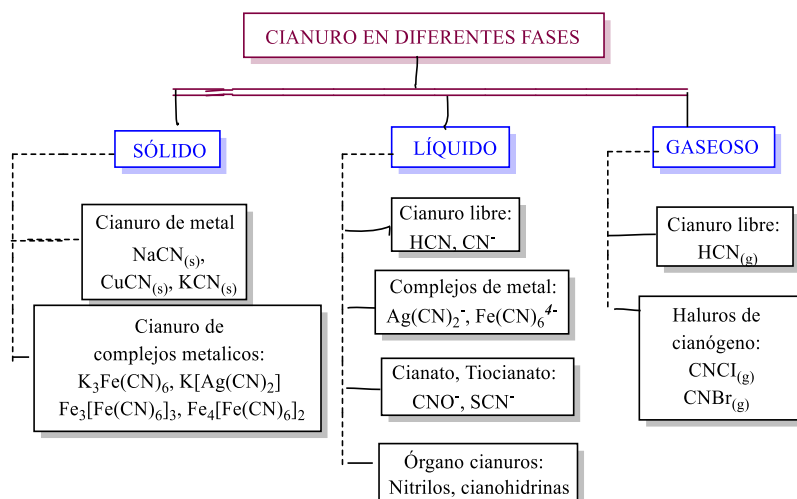 CIANURO EN DIFERENTES FASES
SÓLIDO
Cianuro de metal
NaCN(s),
CuCN(s), KCN(s)
Cianuro de
complejos metalicos:
K3Fe(CN)6, K[Ag(CN)2]
Fe3[Fe(CN)6]3, Fe4[Fe(CN)6]2
LÍQUIDO
Cianuro libre:
HCN, CN-
Complejos de metal:
Ag(CN)2-, Fe(CN)6 4-
Cianato, Tiocianato:
CNO-, SCN-
Órgano cianuros:
Nitrilos, cianohidrinas
GASEOSO
Cianuro libre:
HCN(g)
Haluros de
cianógeno:
CNCI(g)
CNBr(g)